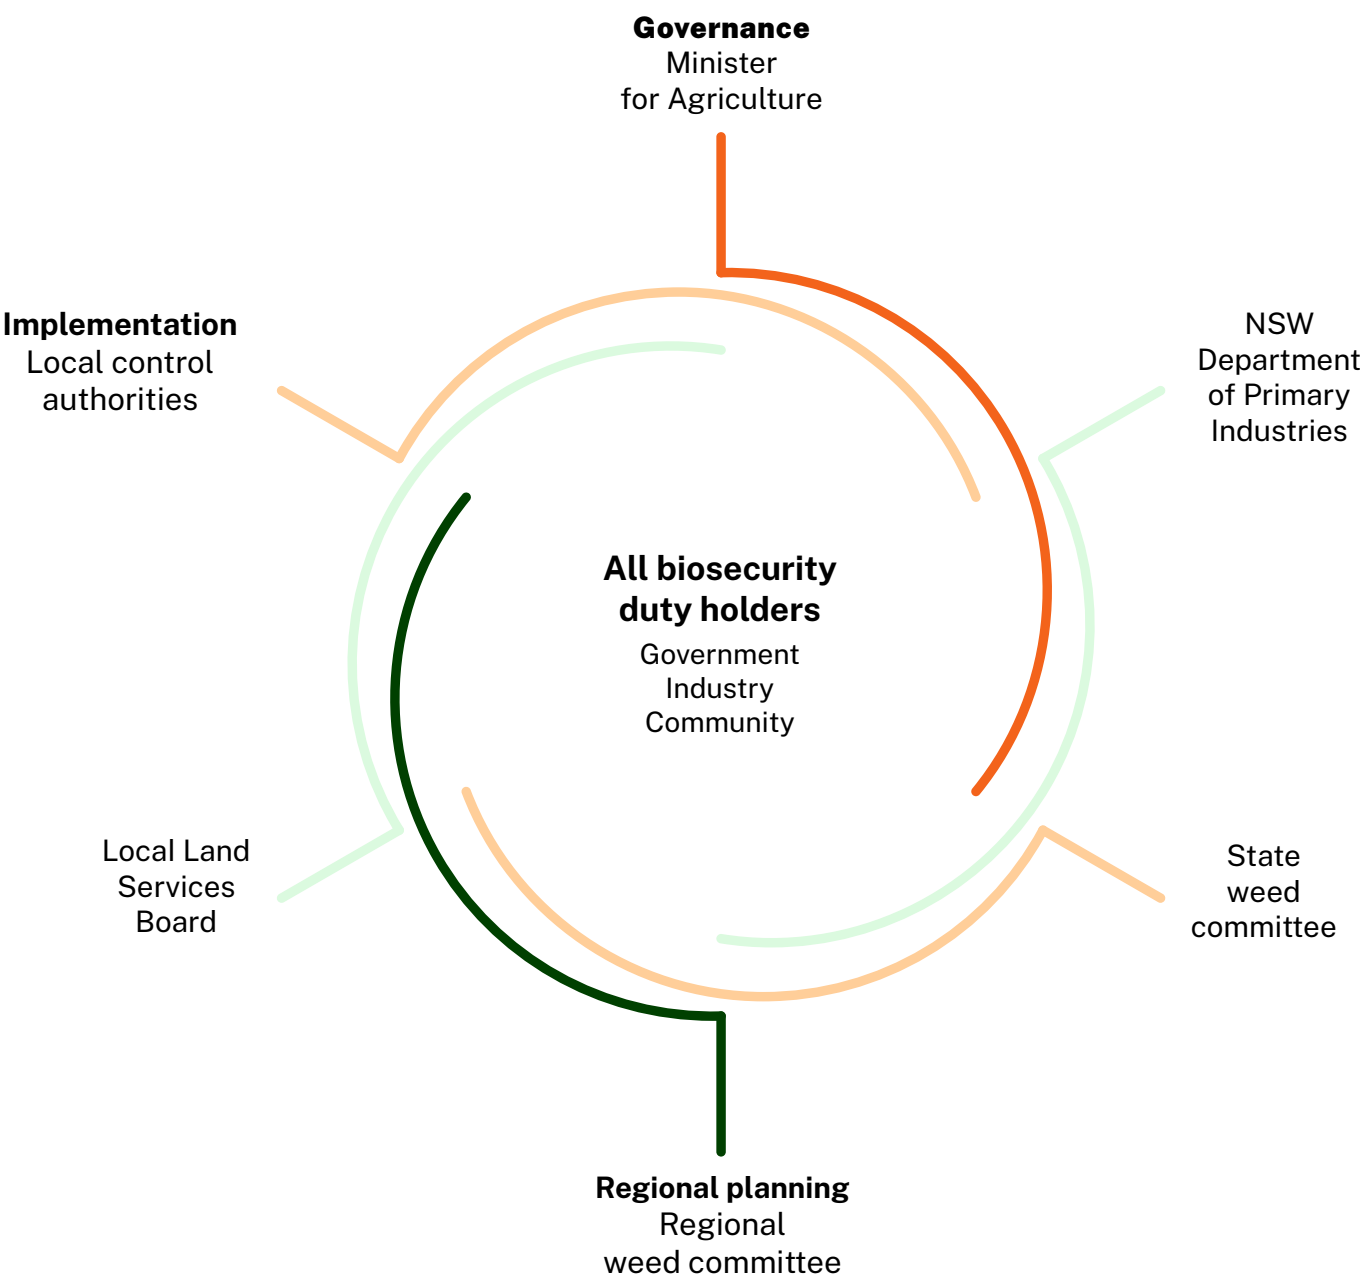 Governance
Minister
for Agriculture
NSW
Department
of Primary
Industries
State
weed
committee
Regional planning
Regional
weed committee
Local Land
Services
Board
Implementation
Local control
authorities
All biosecurity
duty holders
Government
Industry
Community